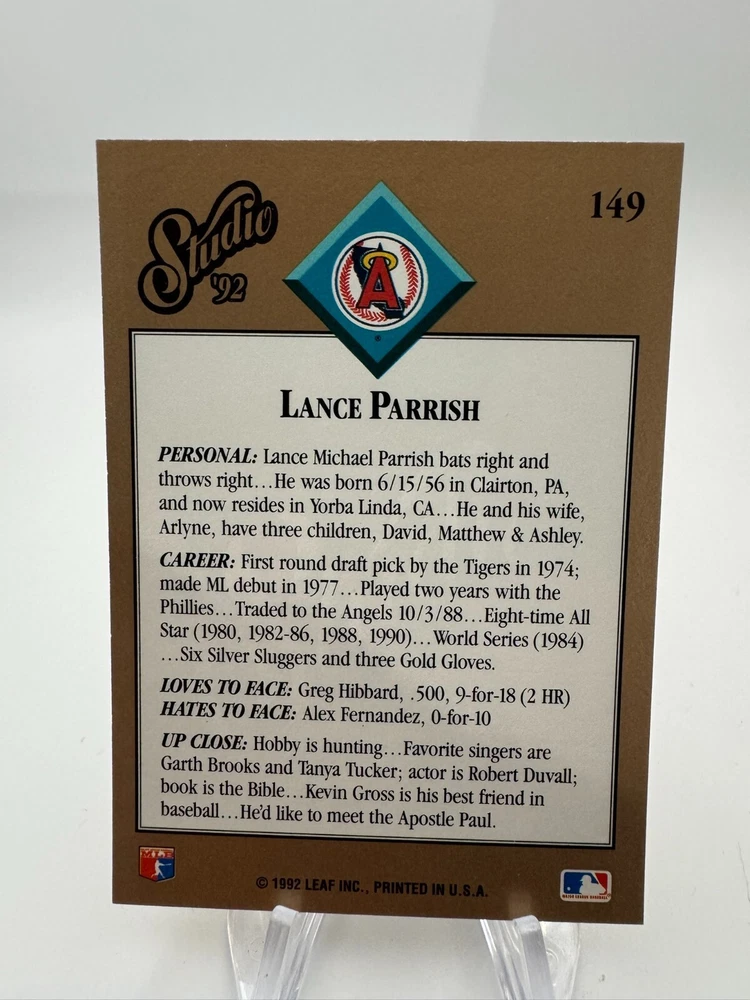 Studio
'92
149
A
LANCE PARRISH
PERSONAL: Lance Michael Parrish bats right and
throws right...He was born 6/15/56 in Clairton, PA,
and now resides in Yorba Linda, CA...He and his wife,
Arlyne, have three children, David, Matthew & Ashley.
CAREER: First round draft pick by the Tigers in 1974;
made ML debut in 1977...Played two years with the
Phillies...Traded to the Angels 10/3/88...Eight-time All
Star (1980, 1982-86, 1988, 1990)...World Series (1984)
...Six Silver Sluggers and three Gold Gloves.
LOVES TO FACE: Greg Hibbard, .500, 9-for-18 (2 HR)
HATES TO FACE: Alex Fernandez, 0-for-10
UP CLOSE: Hobby is hunting...Favorite singers are
Garth Brooks and Tanya Tucker; actor is Robert Duvall;
book is the Bible...Kevin Gross is his best friend in
baseball...He'd like to meet the Apostle Paul.
© 1992 LEAF INC., PRINTED IN U.S.A.
MAJOR LEAGUE BASEBALL